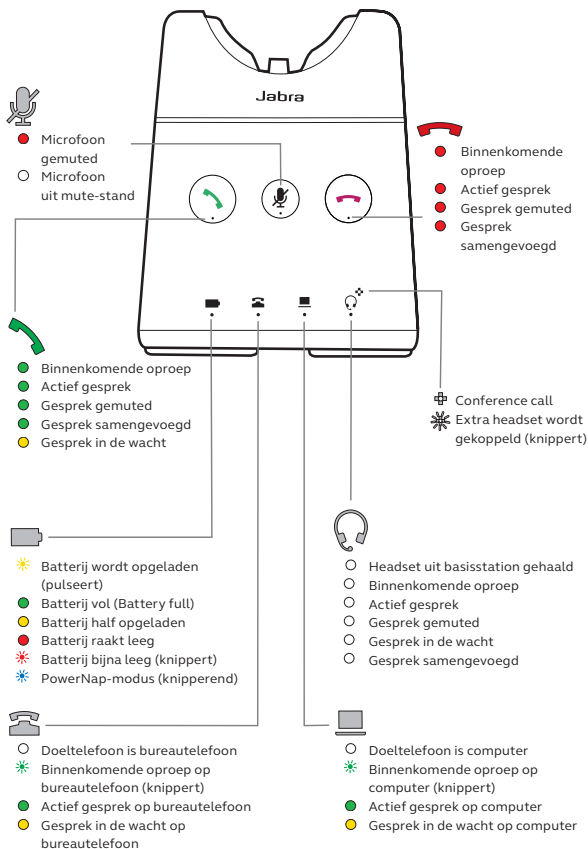 Jabra
Microfoon
gemuted
Microfoon
uit mute-stand
Binnenkomende
oproep
Actief gesprek
Gesprek gemuted
Gesprek
samengevoegd
Binnenkomende oproep
Actief gesprek
Gesprek gemuted
Gesprek samengevoegd
Gesprek in de wacht
Conference call
Extra headset wordt
gekoppeld (knippert)
Batterij wordt opgeladen
(pulseert)
Batterij vol (Battery full)
Batterij half opgeladen
Batterij raakt leeg
Batterij bijna leeg (knippert)
PowerNap-modus (knipperend)
Headset uit basisstation gehaald
Binnenkomende oproep
Actief gesprek
Gesprek gemuted
Gesprek in de wacht
Gesprek samengevoegd
Doeltelefoon is bureautelefoon
Binnenkomende oproep op
bureautelefoon (knippert)
Actief gesprek op bureautelefoon
Gesprek in de wacht op
bureautelefoon
Doeltelefoon is computer
Binnenkomende oproep op
computer (knippert)
Actief gesprek op computer
Gesprek in de wacht op computer